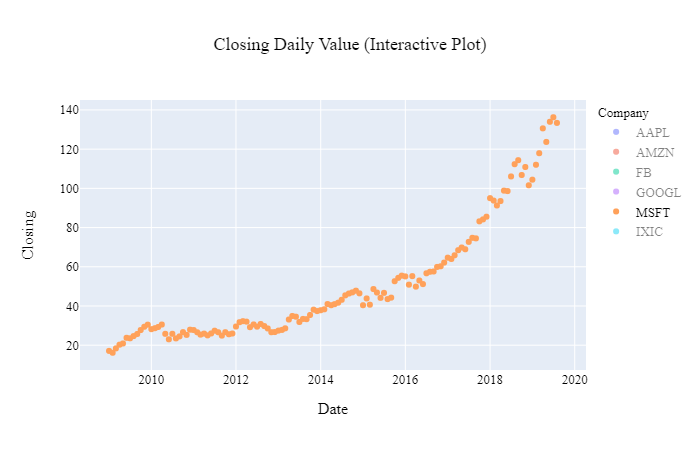 Closing Daily Value (Interactive Plot)
Closing
140
120
100
80
60
40
20
2010 2012 2014 2016 2018 2020
Date
Company
AAPL
AMZN
FB
GOOGL
MSFT
IXIC